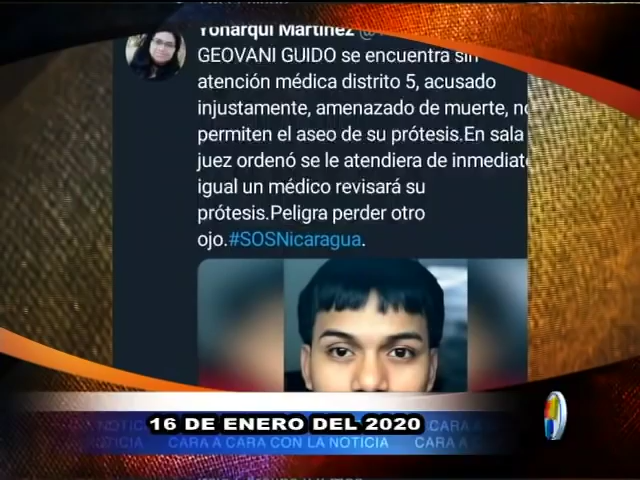 Yonarqui Martínez
GEOVANI GUIDO se encuentra sin
atención médica distrito 5, acusado
injustamente, amenazado de muerte, no
permiten el aseo de su prótesis.En sala
juez ordenó se le atendiera de inmediato
igual un médico revisará su
prótesis.Peligra perder otro
ojo.#SOSNicaragua.
16 DE ENERO DEL 2020
CARA A CARA CON LA NOTICIA